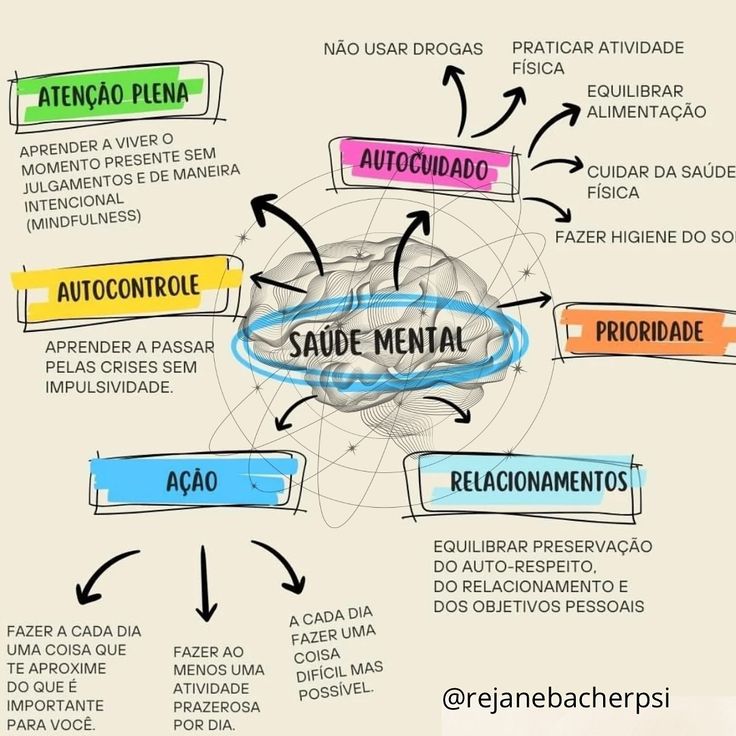 NÃO USAR DROGAS
PRATICAR ATIVIDADE
FÍSICA
EQUILIBRAR
ALIMENTAÇÃO
ATENÇÃO PLENA
AUTOCUIDADO
APRENDER A VIVER O
MOMENTO PRESENTE SEM
JULGAMENTOS E DE MANEIRA
INTENCIONAL
(MINDFULNESS)
CUIDAR DA SAÚDE
FÍSICA
FAZER HIGIENE DO SO
AUTOCONTROLE
APRENDER A PASSAR
PELAS CRISES SEM
IMPULSIVIDADE.
SAÚDE MENTAL
PRIORIDADE
AÇÃO
RELACIONAMENTOS
EQUILIBRAR PRESERVAÇÃO
DO AUTO-RESPEITO,
DO RELACIONAMENTO E
DOS OBJETIVOS PESSOAIS
FAZER A CADA DIA
UMA COISA QUE
TE APROXIME
DO QUE É
IMPORTANTE
PARA VOCÊ.
FAZER AO
MENOS UMA
ATIVIDADE
PRAZEROSA
POR DIA.
A CADA DIA
FAZER UMA
COISA
DIFÍCIL MAS
POSSÍVEL.
@rejanebacherpsi